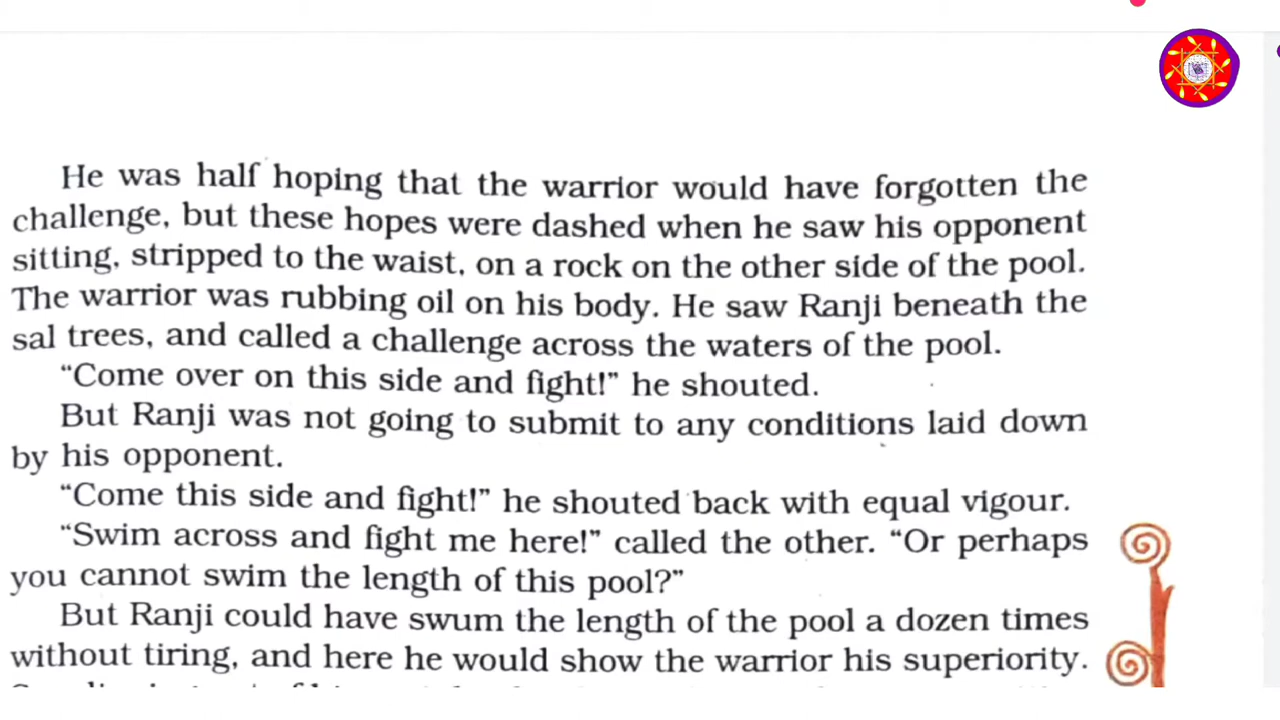 He was half hoping that the warrior would have forgotten the
challenge, but these hopes were dashed when he saw his opponent
sitting, stripped to the waist, on a rock on the other side of the pool.
The warrior was rubbing oil on his body. He saw Ranji beneath the
sal trees, and called a challenge across the waters of the pool.
“Come over on this side and fight!” he shouted.
But Ranji was not going to submit to any conditions laid down
by his opponent.
“Come this side and fight!” he shouted back with equal vigour.
“Swim across and fight me here!” called the other. “Or perhaps
you cannot swim the length of this pool?”
But Ranji could have swum the length of the pool a dozen times
without tiring, and here he would show the warrior his superiority.